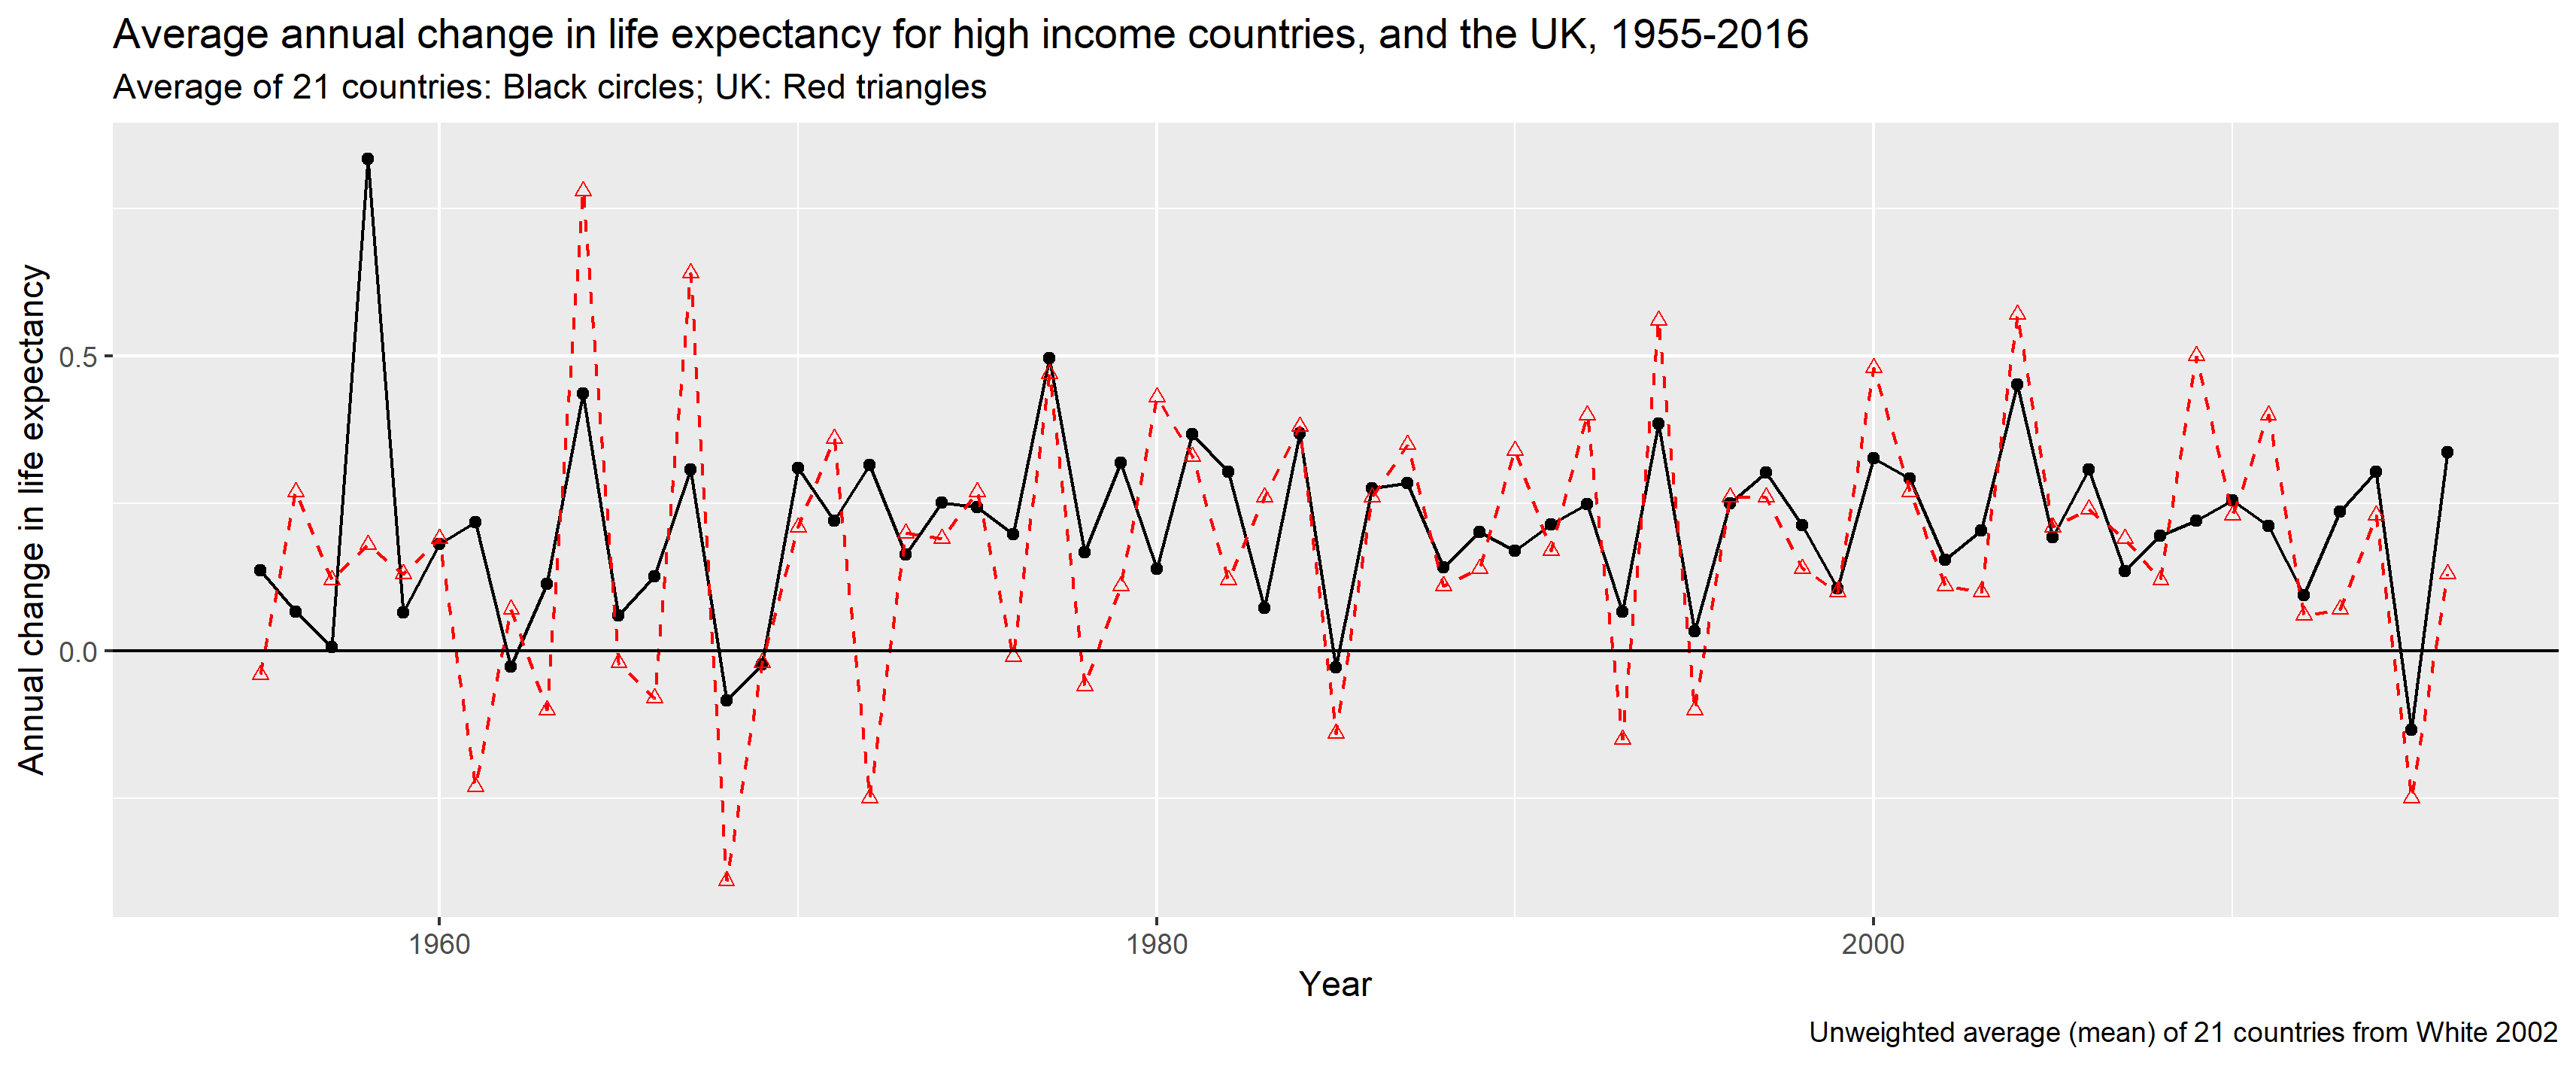 Average annual change in life expectancy for high income countries, and the UK, 1955-2016
Average of 21 countries: Black circles; UK: Red triangles
Annual change in life expectancy
0.5
0.0
1960
1980
2000
Year
Unweighted average (mean) of 21 countries from White 2002